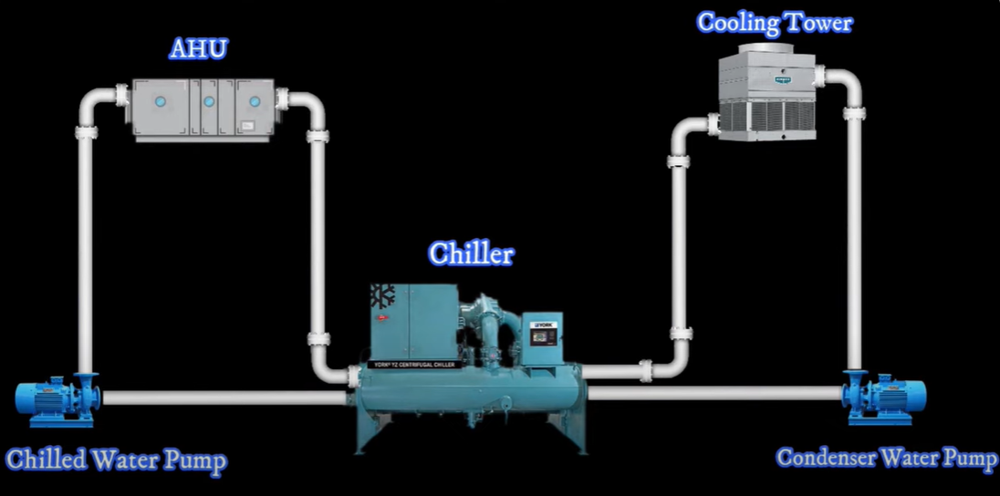 Cooling Tower
AHU
Chiller
YORK
YORK® YZ CENTRIFUGAL CHILLER
Chilled Water Pump
Condenser Water Pump